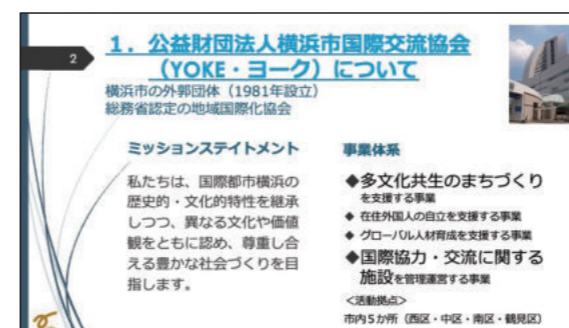 2
1．公益財団法人横浜市国際交流協会
（YOKE・ヨーク）について
横浜市の外郭団体（1981年設立）
総務省認定の地域国際化協会
ミッションステイトメント
私たちは、国際都市横浜の
歴史的・文化的特性を継承
しつつ、異なる文化や価値
観をともに認め、尊重し合
える豊かな社会づくりを目
指します。
事業体系
◆多文化共生のまちづくり
を支援する事業
◆ 在住外国人の自立を支援する事業
◆ グローバル人材育成を支援する事業
◆国際協力・交流に関する
施設を管理運営する事業
＜活動拠点＞
市内５か所（西区・中区・南区・鶴見区）